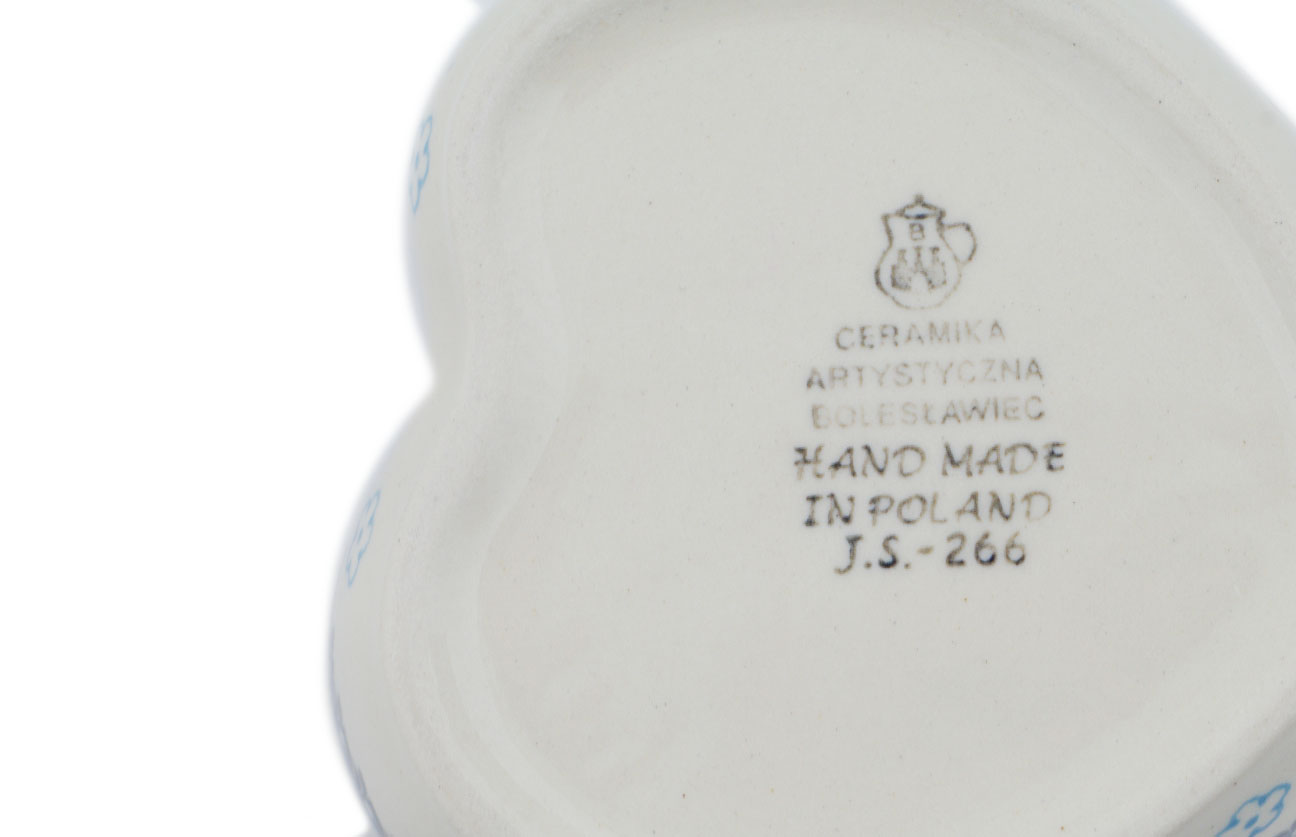 B
CERAMIKA
ARTYSTYCZNA
BOLESŁAWIEC
HAND MADE
IN POLAND
J.S.-266